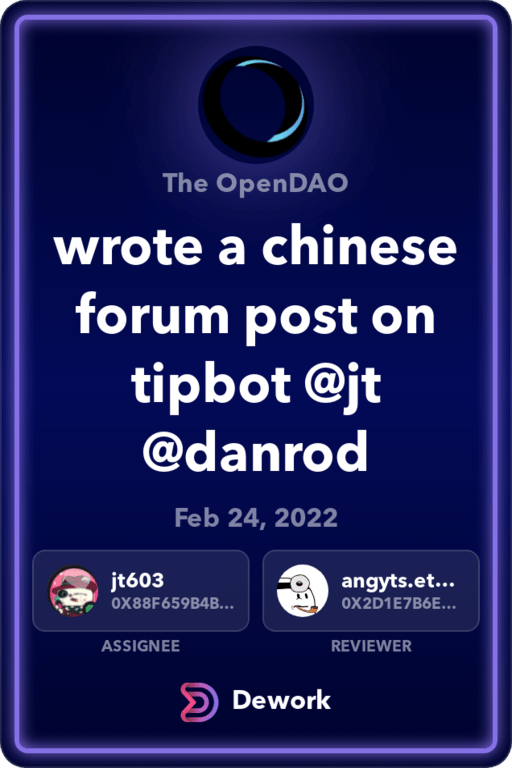 The OpenDAO
wrote a chinese
forum post on
tipbot @jt
@danrod
Feb 24, 2022
jt603
0X88F659B4B...
ASSIGNEE
angyts.et...
0X2D1E7B6E...
REVIEWER
Dework